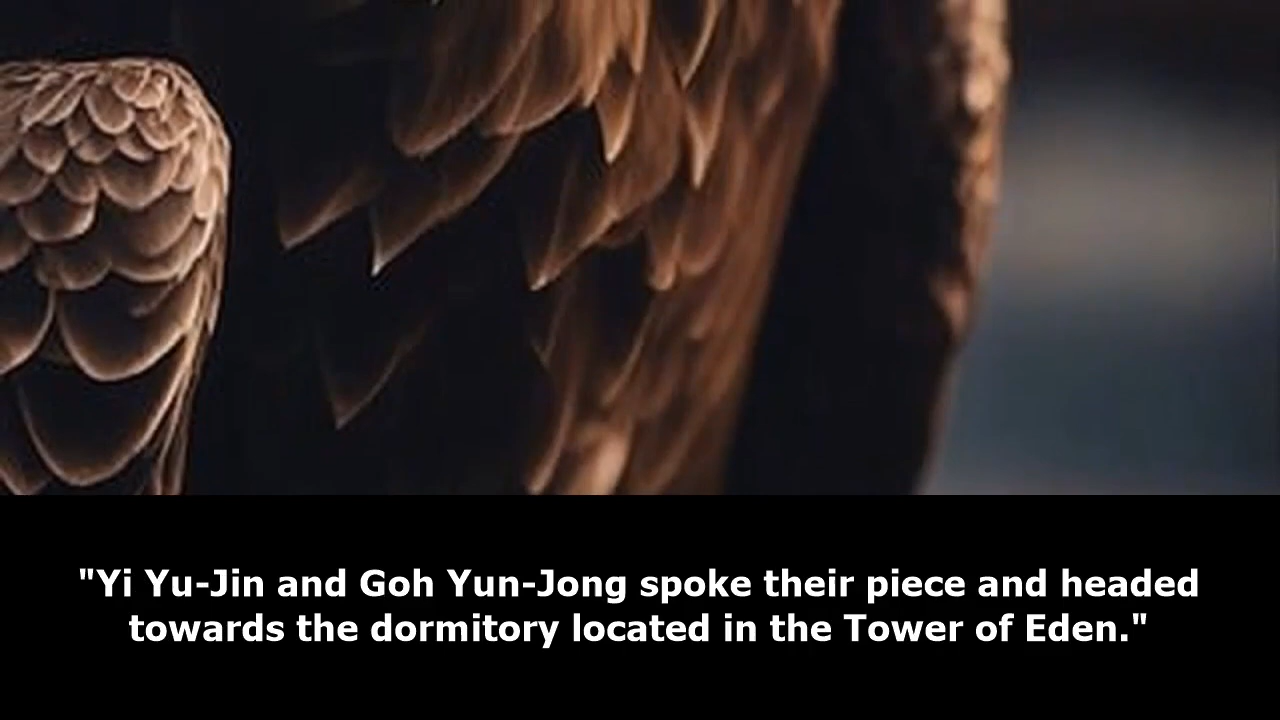 "Yi Yu-Jin and Goh Yun-Jong spoke their piece and headed
towards the dormitory located in the Tower of Eden."